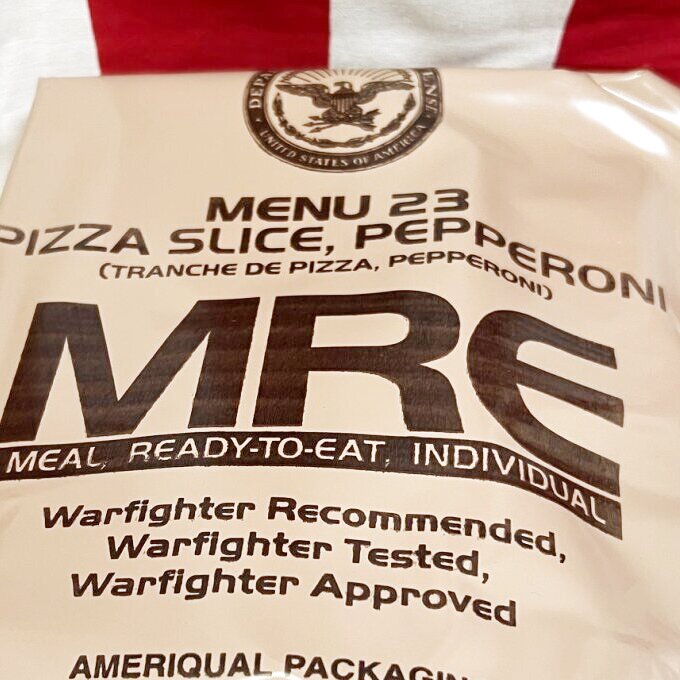 UNITED STATES OF AMERICA
MENU 23
PIZZA SLICE, PEPPERONI
(TRANCHE DE PIZZA, PEPPERONI)
MRE
MEAL, READY-TO-EAT, INDIVIDUAL
Warfighter Recommended,
Warfighter Tested,
Warfighter Approved
AMERIQUAL